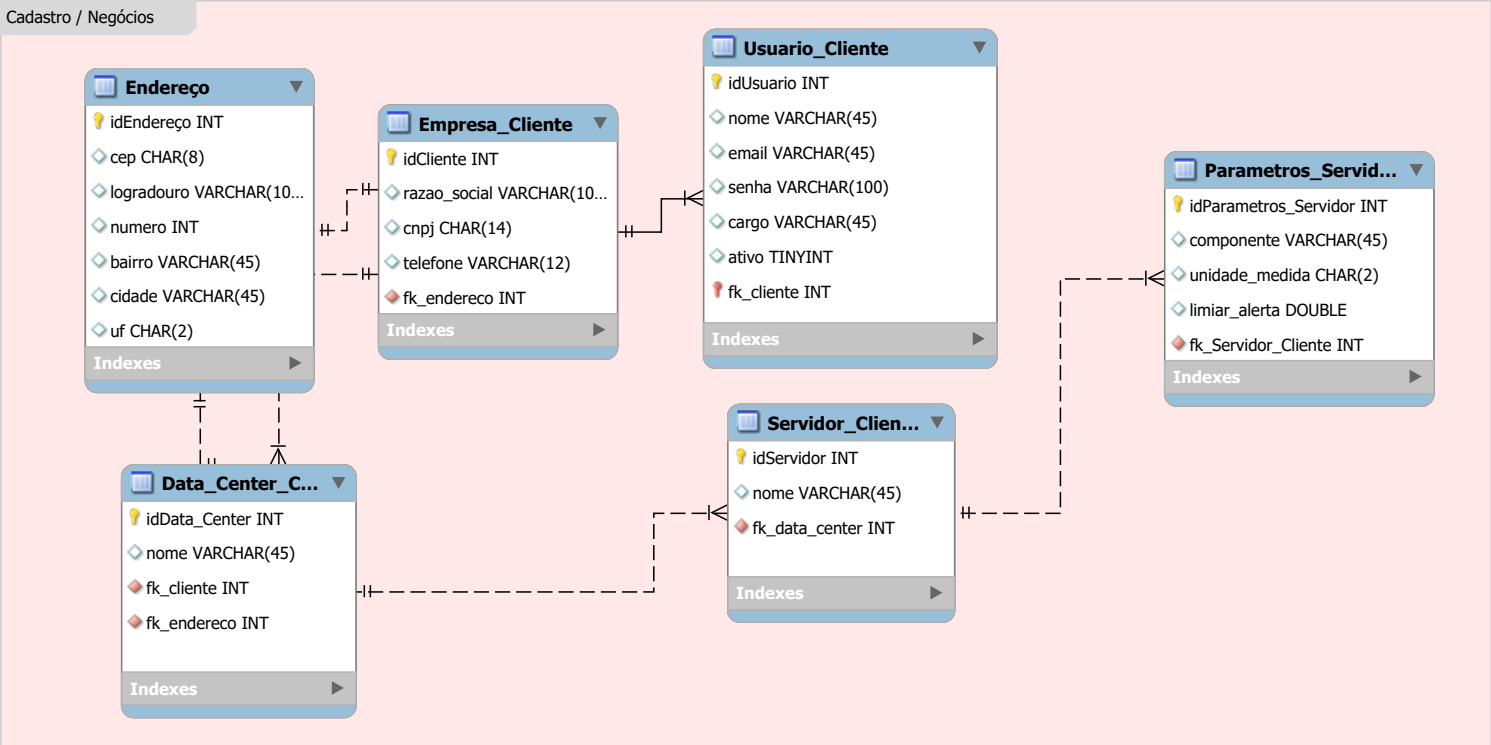 Cadastro / Negócios
Endereço
idEndereço INT
cep CHAR(8)
logradouro VARCHAR(10...
numero INT
bairro VARCHAR(45)
cidade VARCHAR(45)
uf CHAR(2)
Indexes
Empresa_Cliente
idCliente INT
razao_social VARCHAR(10...
cnpj CHAR(14)
telefone VARCHAR(12)
fk_endereco INT
Indexes
Usuario_Cliente
idUsuario INT
nome VARCHAR(45)
email VARCHAR(45)
senha VARCHAR(100)
cargo VARCHAR(45)
ativo TINYINT
fk_cliente INT
Indexes
Parametros_Servid...
idParametros_Servidor INT
componente VARCHAR(45)
unidade_medida CHAR(2)
limiar_alerta DOUBLE
fk_Servidor_Cliente INT
Indexes
Data_Center_C...
idData_Center INT
nome VARCHAR(45)
fk_cliente INT
fk_endereco INT
Indexes
Servidor_Clien...
idServidor INT
nome VARCHAR(45)
fk_data_center INT
Indexes